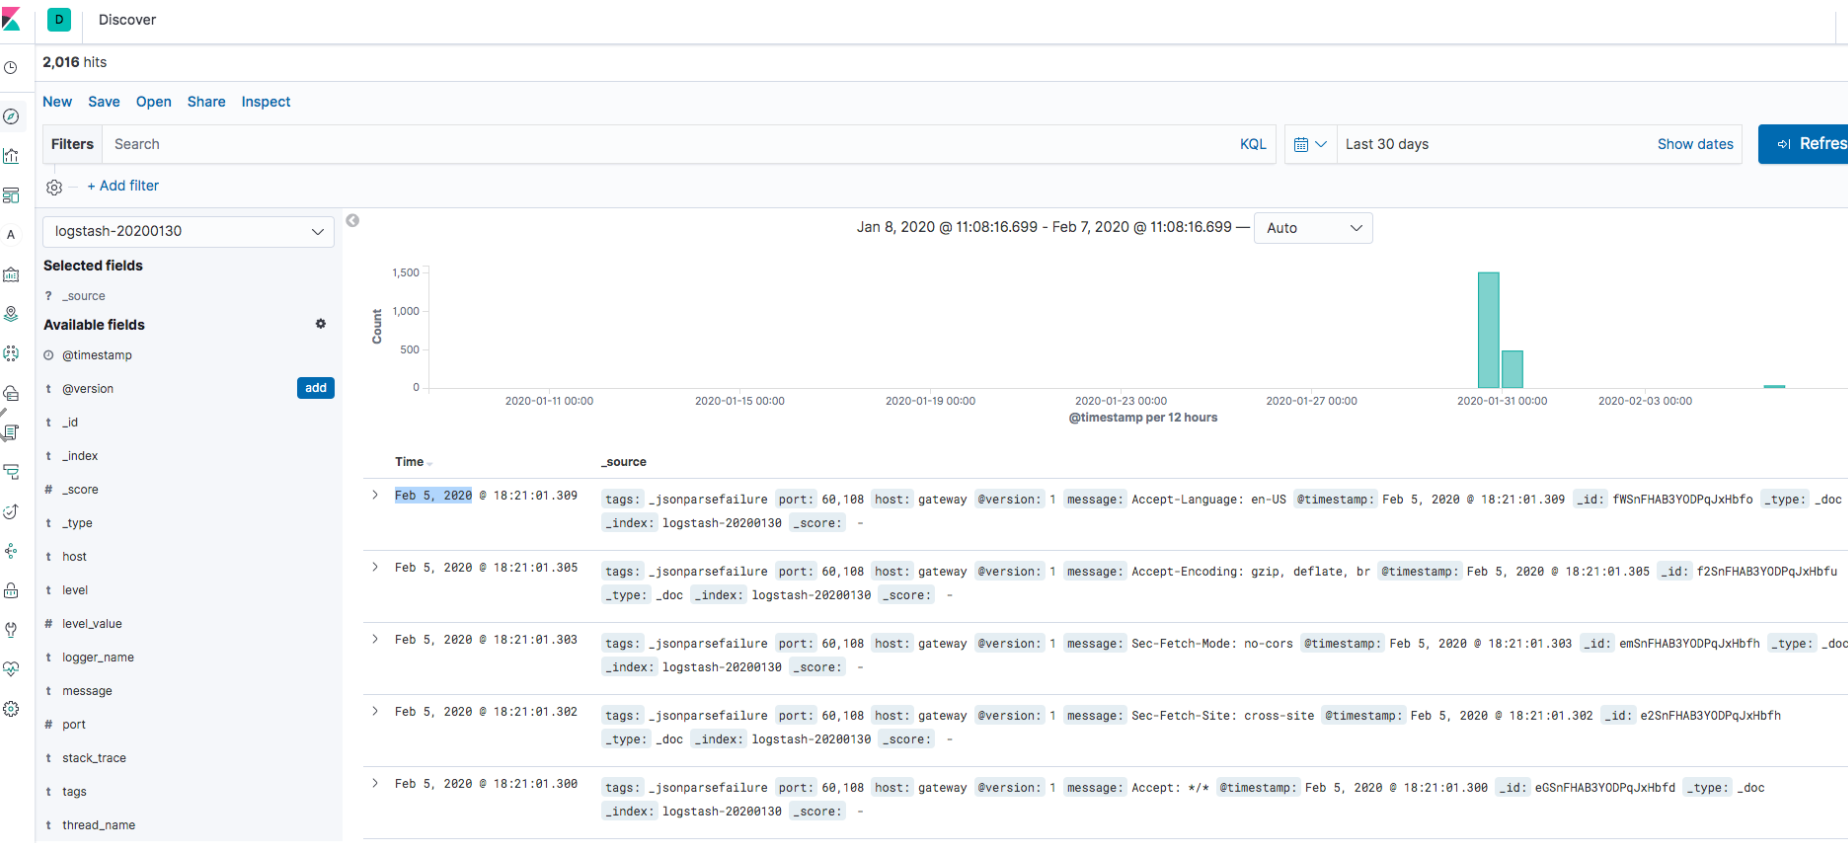 D Discover
2,016 hits
New Save Open Share Inspect
Filters Search KQL Last 30 days Show dates Refres
+ Add filter
logstash-20200130
Jan 8, 2020 @ 11:08:16.699 - Feb 7, 2020 @ 11:08:16.699 — Auto
Selected fields
? _source
Available fields
@timestamp
t @version add
t _id
t _index
# _score
t _type
t host
t level
# level_value
t logger_name
t message
# port
t stack_trace
t tags
t thread_name
A
Count
1,500
1,000
500
0
2020-01-11 00:00 2020-01-15 00:00 2020-01-19 00:00 2020-01-23 00:00 2020-01-27 00:00 2020-01-31 00:00 2020-02-03 00:00
@timestamp per 12 hours
Time _source
Feb 5, 2020 @ 18:21:01.309 tags: _jsonparsefailure port: 60,108 host: gateway @version: 1 message: Accept-Language: en-US @timestamp: Feb 5, 2020 @ 18:21:01.309 _id: fWSnFHAB3YODPqJxHbfo _type: _doc
_index: logstash-20200130 _score: -
Feb 5, 2020 @ 18:21:01.305 tags: _jsonparsefailure port: 60,108 host: gateway @version: 1 message: Accept-Encoding: gzip, deflate, br @timestamp: Feb 5, 2020 @ 18:21:01.305 _id: f2SnFHAB3YODPqJxHbfu
_type: _doc _index: logstash-20200130 _score: -
Feb 5, 2020 @ 18:21:01.303 tags: _jsonparsefailure port: 60,108 host: gateway @version: 1 message: Sec-Fetch-Mode: no-cors @timestamp: Feb 5, 2020 @ 18:21:01.303 _id: emSnFHAB3YODPqJxHbfh _type: _doc
_index: logstash-20200130 _score: -
Feb 5, 2020 @ 18:21:01.302 tags: _jsonparsefailure port: 60,108 host: gateway @version: 1 message: Sec-Fetch-Site: cross-site @timestamp: Feb 5, 2020 @ 18:21:01.302 _id: e2SnFHAB3YODPqJxHbfh
_type: _doc _index: logstash-20200130 _score: -
Feb 5, 2020 @ 18:21:01.300 tags: _jsonparsefailure port: 60,108 host: gateway @version: 1 message: Accept: */* @timestamp: Feb 5, 2020 @ 18:21:01.300 _id: eGSnFHAB3YODPqJxHbfd _type: _doc
_index: logstash-20200130 _score: -